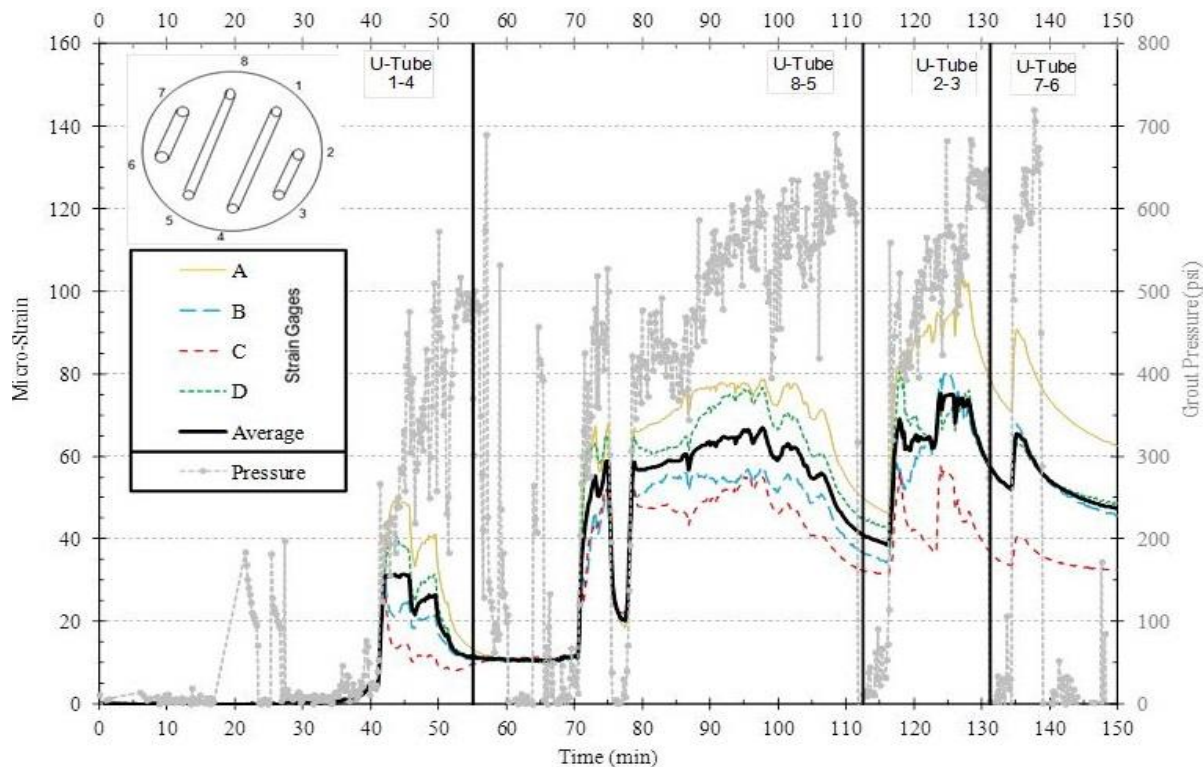 0 10 20 30 40 50 60 70 80 90 100 110 120 130 140 150
160 140 120 100 80 60 40 20 0
Micro-Strain
8
7 1
6 2
5 3
4
U-Tube
1-4
U-Tube
8-5
U-Tube
2-3
U-Tube
7-6
A
B
C
D
Average
Pressure
Strain Gages
800 700 600 500 400 300 200 100 0
Grout Pressure (psi)
0 10 20 30 40 50 60 70 80 90 100 110 120 130 140 150
Time (min)